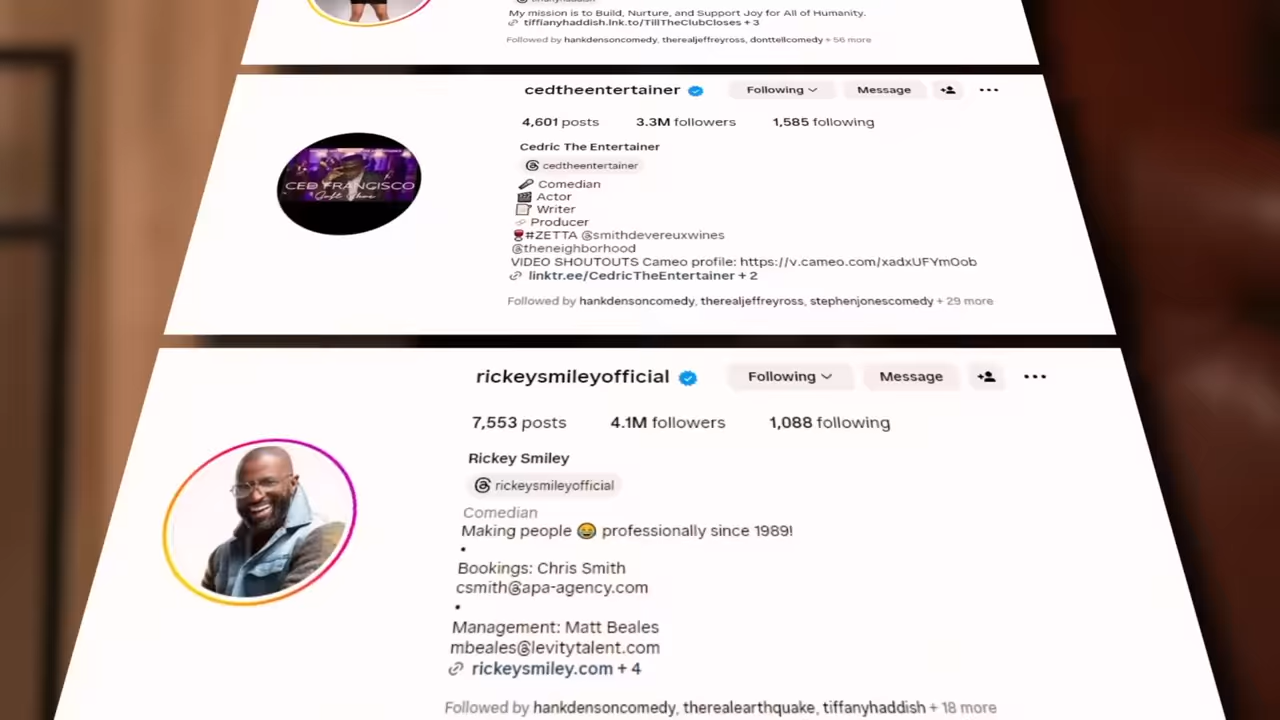 My mission is to Build, Nurture, and Support Joy for All of Humanity.
tiffanyhaddish.lnk.to/TillTheClubCloses + 3
Followed by hankdensoncomedy, therealjeffreyross, donttellcomedy + 56 more
cedtheentertainer Following Message
4,601 posts 3.3M followers 1,585 following
Cedric The Entertainer
cedtheentertainer
Comedian
Actor
Writer
Producer
#ZETTA @smithdevereuxwines
@theneighborhood
VIDEO SHOUTOUTS Cameo profile: https://v.cameo.com/xadxUFYmOob
linktr.ee/CedricTheEntertainer + 2
Followed by hankdensoncomedy, therealjeffreyross, stephenjonescomedy + 29 more
CED FRANCISCO
rickeysmileyofficial Following Message
7,553 posts 4.1M followers 1,088 following
Rickey Smiley
rickeysmileyofficial
Comedian
Making people 😂 professionally since 1989!
•
Bookings: Chris Smith
csmith@apa-agency.com
•
Management: Matt Beales
mbeales@levitytalent.com
rickeysmiley.com + 4
Followed by hankdensoncomedy, therealearthquake, tiffanyhaddish + 18 more